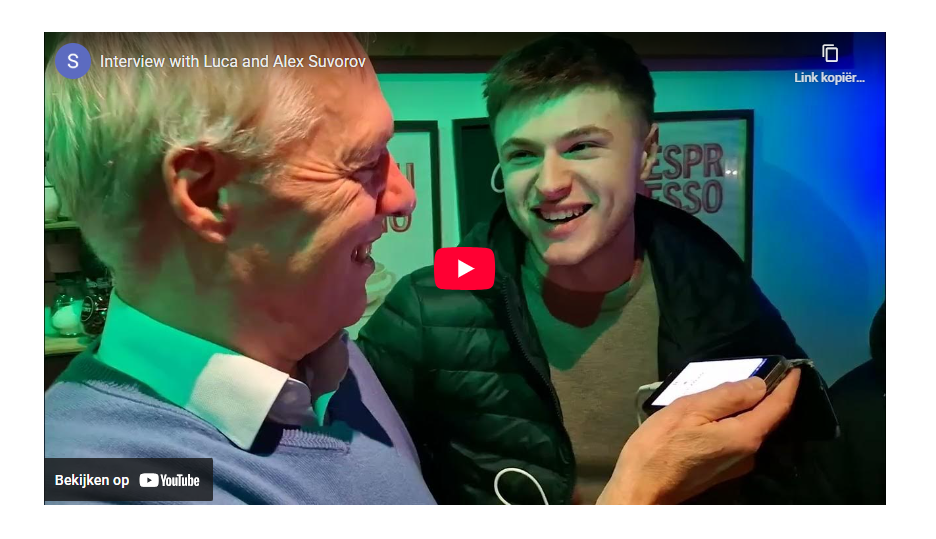 S
Interview with Luca and Alex Suvorov
Link kopiër...
ESPR
ESSO
Bekijken op YouTube